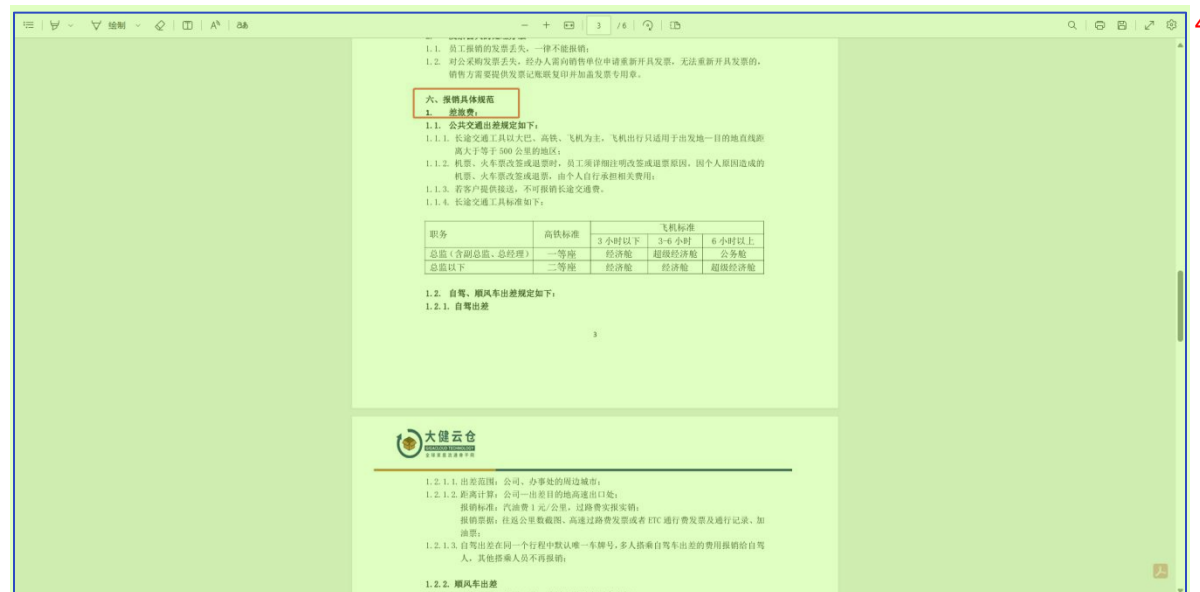 绘制
3 /6
1.1. 员工报销的发票丢失，一律不能报销；
1.2. 对公采购发票丢失，经办人需向销售单位申请重新开具发票，无法重新开具发票的，
销售方需要提供发票记账联复印并加盖发票专用章。
六、报销具体规范
1. 差旅费：
1.1. 公共交通出差规定如下：
1.1.1. 长途交通工具以大巴、高铁、飞机为主，飞机出行只适用于出发地—目的地直线距
离大于等于 500 公里的地区；
1.1.2. 机票、火车票改签或退票时，员工须详细注明改签或退票原因，因个人原因造成的
机票、火车票改签或退票，由个人自行承担相关费用；
1.1.3. 若客户提供接送，不可报销长途交通费。
1.1.4. 长途交通工具标准如下：
职务 高铁标准 飞机标准
3 小时以下 3-6 小时 6 小时以上
总监（含副总监、总经理） 一等座 经济舱 超级经济舱 公务舱
总监以下 二等座 经济舱 经济舱 超级经济舱
1.2. 自驾、顺风车出差规定如下：
1.2.1. 自驾出差
3
大健云仓
1.2.1.1. 出差范围：公司、办事处的周边城市；
1.2.1.2. 距离计算：公司—出差目的地高速出口处；
报销标准：汽油费 1 元/公里，过路费实报实销；
报销票据：往返公里数截图、高速过路费发票或者 ETC 通行费发票及通行记录、加
油票；
1.2.1.3. 自驾出差在同一个行程中默认唯一车牌号，多人搭乘自驾车出差的费用报销给自驾
人，其他搭乘人员不再报销；
1.2.2. 顺风车出差